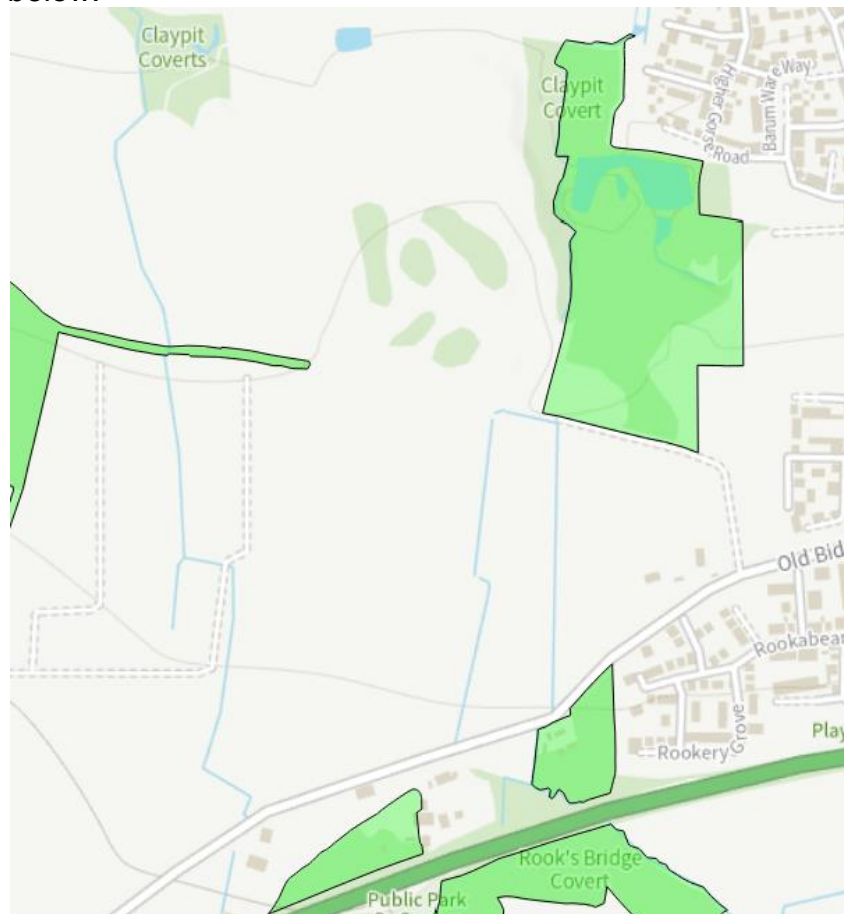 Claypit
Coverts
Claypit
Covert
Higher Gorse
Road
Barum Ware Way
Old Bid
Rookabear
Rookery Grove
Play
Rook's Bridge
Covert
Public Park